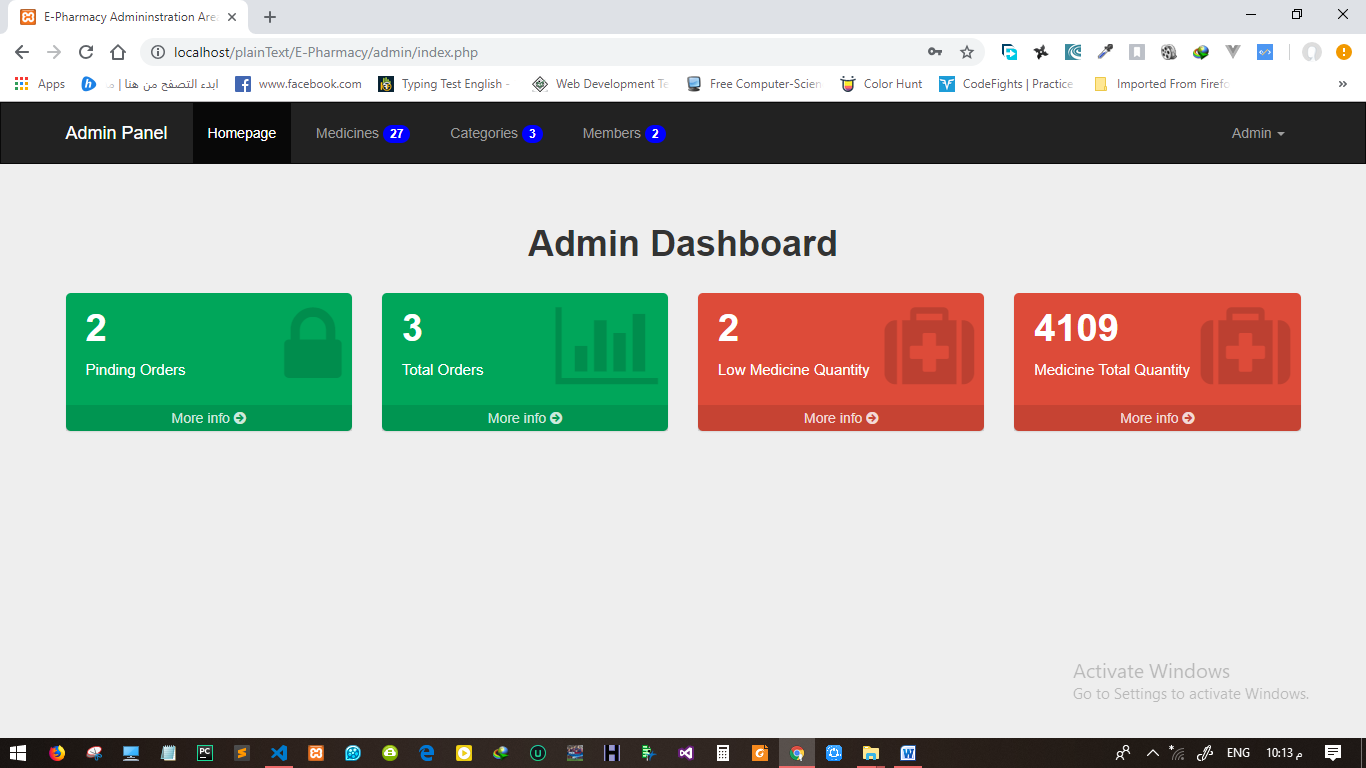 E-Pharmacy Admininstration Area
localhost/plainText/E-Pharmacy/admin/index.php
Apps
ابدء التصفح من هنا |
www.facebook.com
Typing Test English -
Web Development Te
Free Computer-Scien
Color Hunt
CodeFights | Practice
Imported From Firefo
Admin Panel
Homepage
Medicines 27
Categories 3
Members 2
Admin
Admin Dashboard
2
Pinding Orders
More info
3
Total Orders
More info
2
Low Medicine Quantity
More info
4109
Medicine Total Quantity
More info
Activate Windows
Go to Settings to activate Windows.
ENG
10:13 م